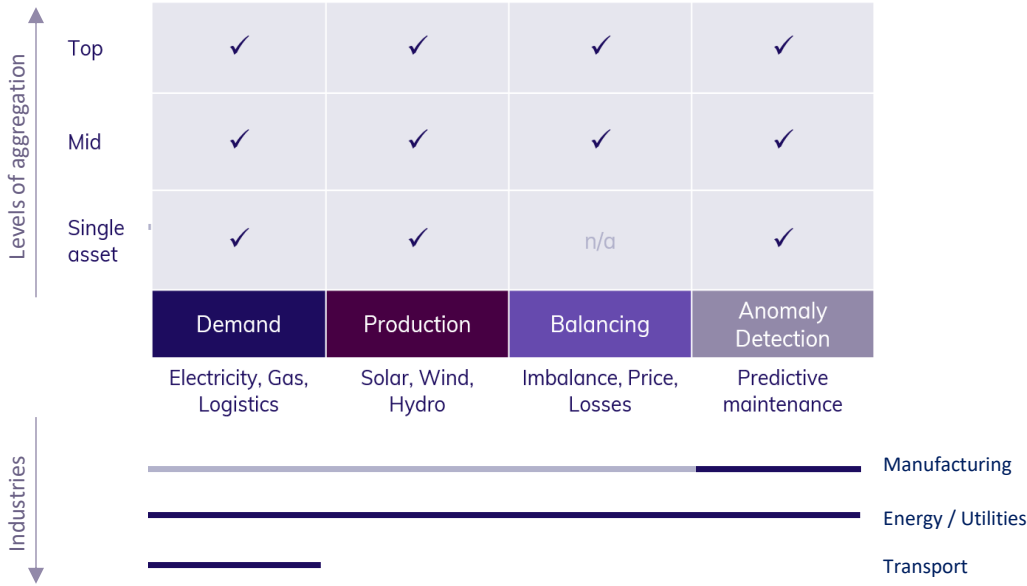 Levels of aggregation
Top
✓ ✓ ✓ ✓
Mid
✓ ✓ ✓ ✓
Single
asset
✓ ✓ n/a ✓
Demand
Production
Balancing
Anomaly
Detection
Electricity, Gas,
Logistics
Solar, Wind,
Hydro
Imbalance, Price,
Losses
Predictive
maintenance
Industries
Manufacturing
Energy / Utilities
Transport